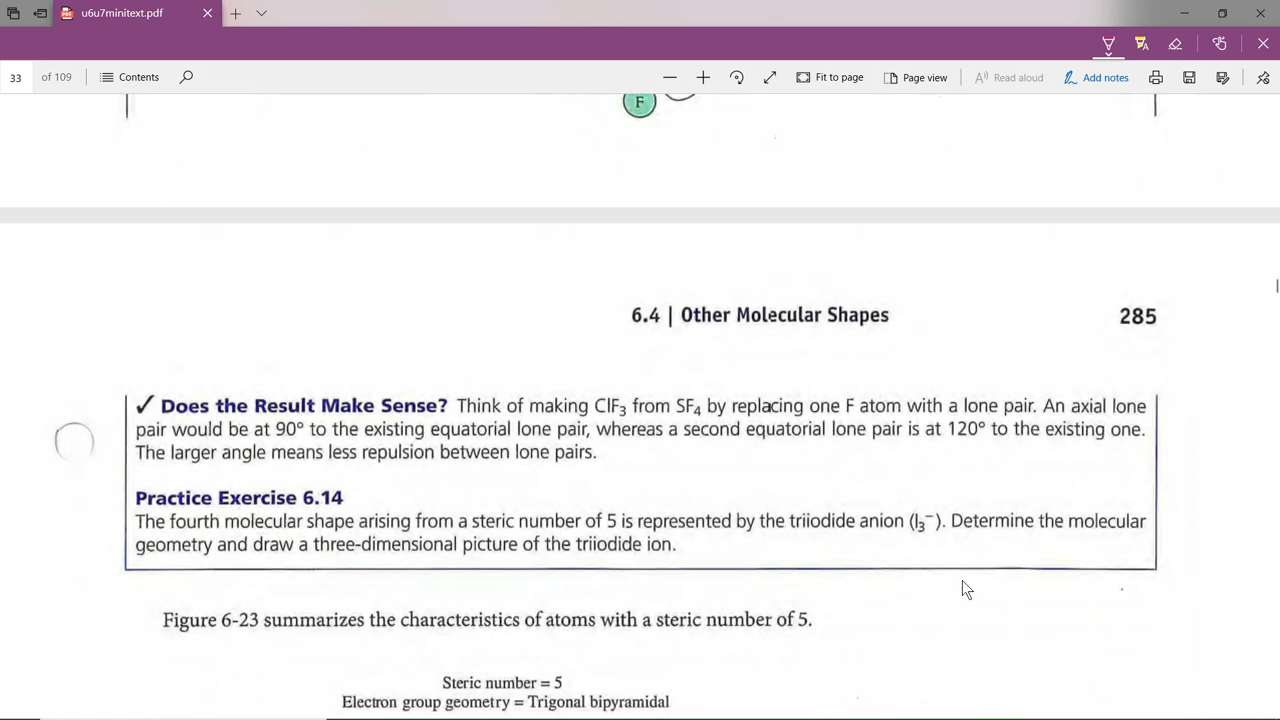 u6u7minitext.pdf
33 of 109 Contents Fit to page Page view Read aloud Add notes
F
6.4 | Other Molecular Shapes 285
✓ Does the Result Make Sense? Think of making ClF₃ from SF₄ by replacing one F atom with a lone pair. An axial lone
pair would be at 90° to the existing equatorial lone pair, whereas a second equatorial lone pair is at 120° to the existing one.
The larger angle means less repulsion between lone pairs.
Practice Exercise 6.14
The fourth molecular shape arising from a steric number of 5 is represented by the triiodide anion (I₃⁻). Determine the molecular
geometry and draw a three-dimensional picture of the triiodide ion.
Figure 6-23 summarizes the characteristics of atoms with a steric number of 5.
Steric number = 5
Electron group geometry = Trigonal bipyramidal